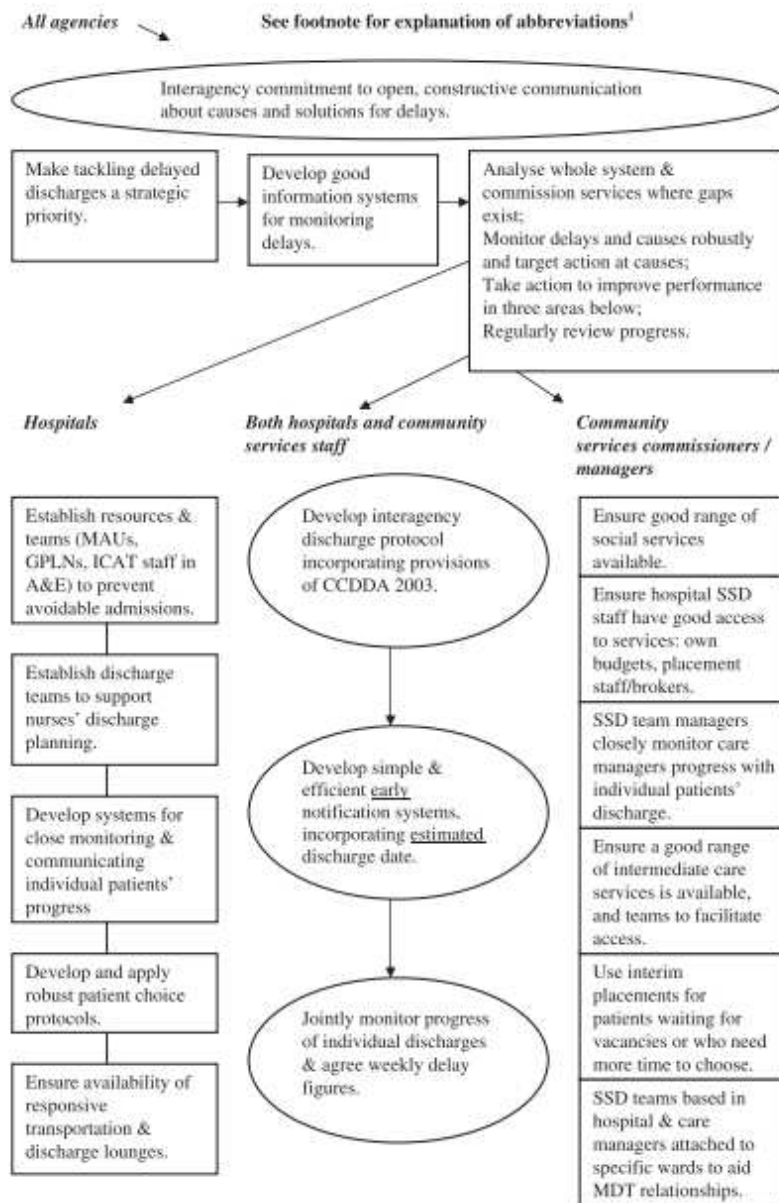 All agencies
See footnote for explanation of abbreviations¹
Interagency commitment to open, constructive communication
about causes and solutions for delays.
Make tackling delayed
discharges a strategic
priority.
Develop good
information systems
for monitoring
delays.
Analyse whole system &
commission services where gaps
exist;
Monitor delays and causes robustly
and target action at causes;
Take action to improve performance
in three areas below;
Regularly review progress.
Hospitals
Establish resources &
teams (MAUs,
GPLNs, ICAT staff in
A&E) to prevent
avoidable admissions.
Establish discharge
teams to support
nurses' discharge
planning.
Develop systems for
close monitoring &
communicating
individual patients'
progress
Develop and apply
robust patient choice
protocols.
Ensure availability of
responsive
transportation &
discharge lounges.
Both hospitals and community
services staff
Develop interagency
discharge protocol
incorporating provisions
of CCDDA 2003.
Develop simple &
efficient early
notification systems,
incorporating estimated
discharge date.
Jointly monitor progress
of individual discharges
& agree weekly delay
figures.
Community
services commissioners /
managers
Ensure good range of
social services
available.
Ensure hospital SSD
staff have good access
to services: own
budgets, placement
staff/brokers.
SSD team managers
closely monitor care
managers progress with
individual patients'
discharge.
Ensure a good range
of intermediate care
services is available,
and teams to facilitate
access.
Use interim
placements for
patients waiting for
vacancies or who need
more time to choose.
SSD teams based in
hospital & care
managers attached to
specific wards to aid
MDT relationships.